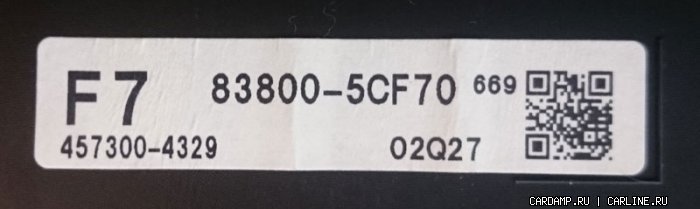 F7 83800-5CF70 669
457300-4329 02Q27
CARDAMP.RU | CARLINE.RU